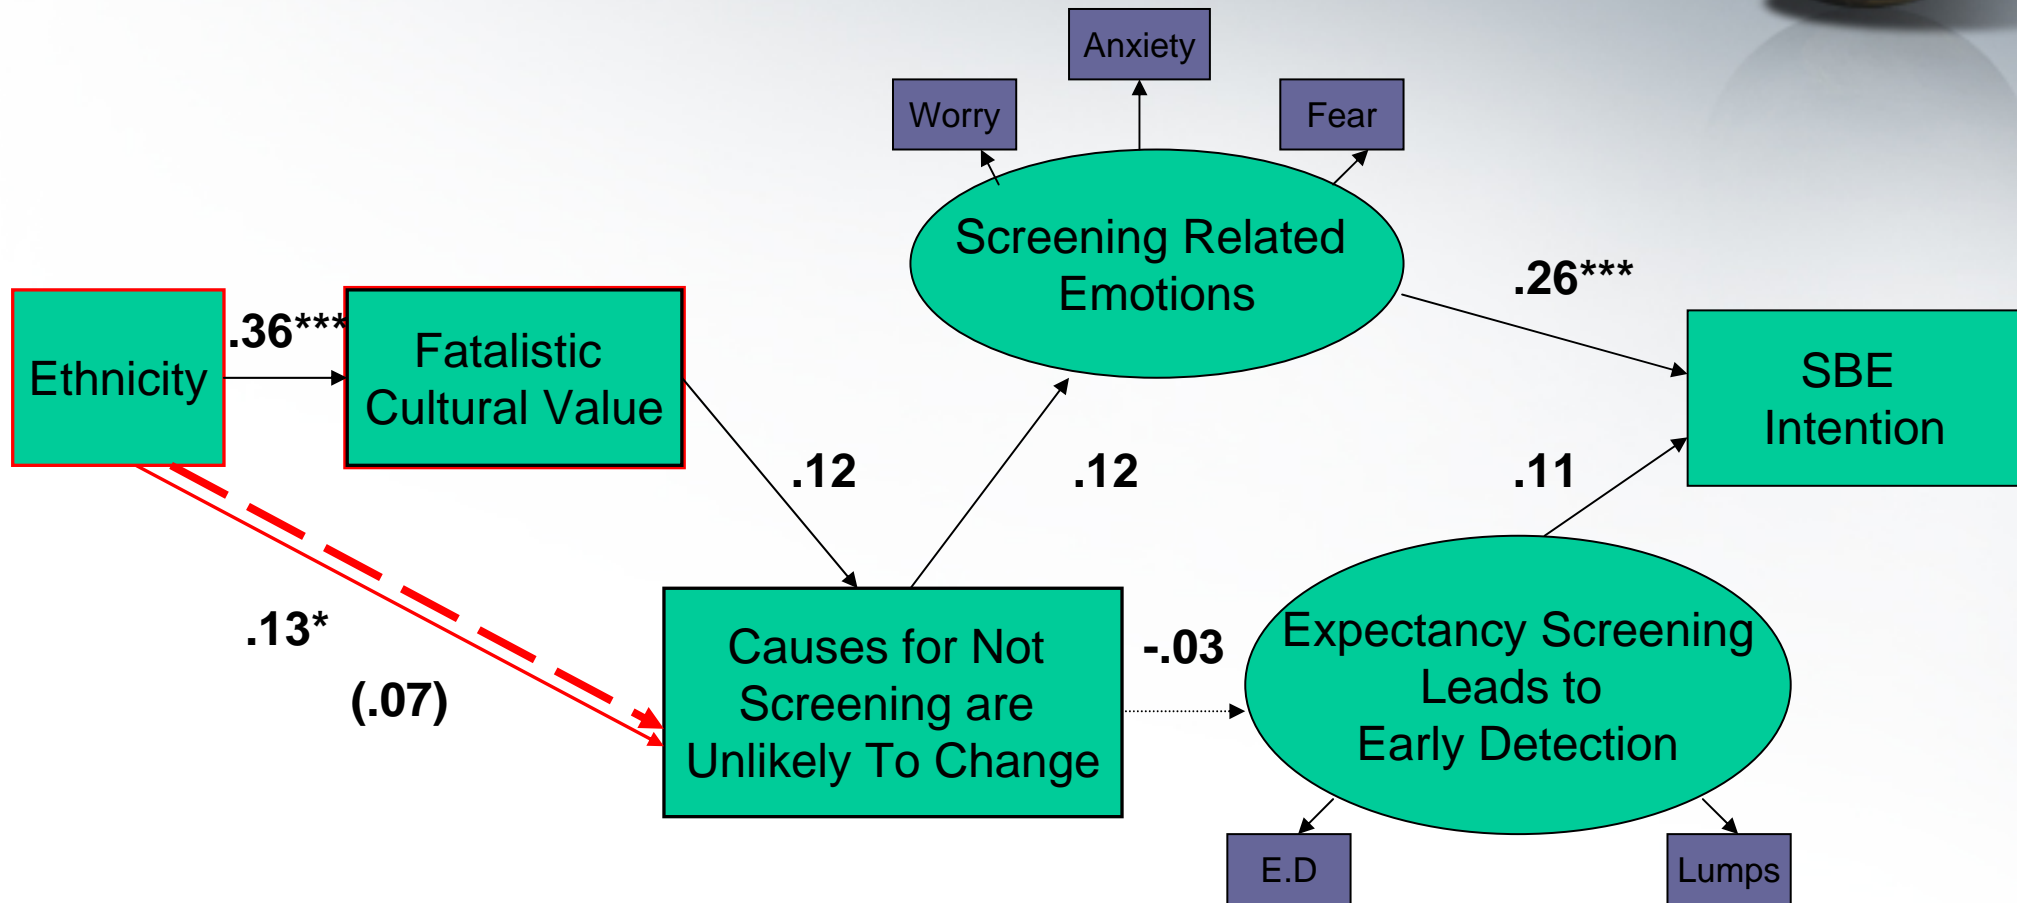 Anxiety
Worry
Fear
Screening Related
Emotions
.26***
.36***
Ethnicity
Fatalistic
Cultural Value
SBE
Intention
.12
.12
.11
.13*
(.07)
Causes for Not
Screening are
Unlikely To Change
-.03
Expectancy Screening
Leads to
Early Detection
E.D
Lumps